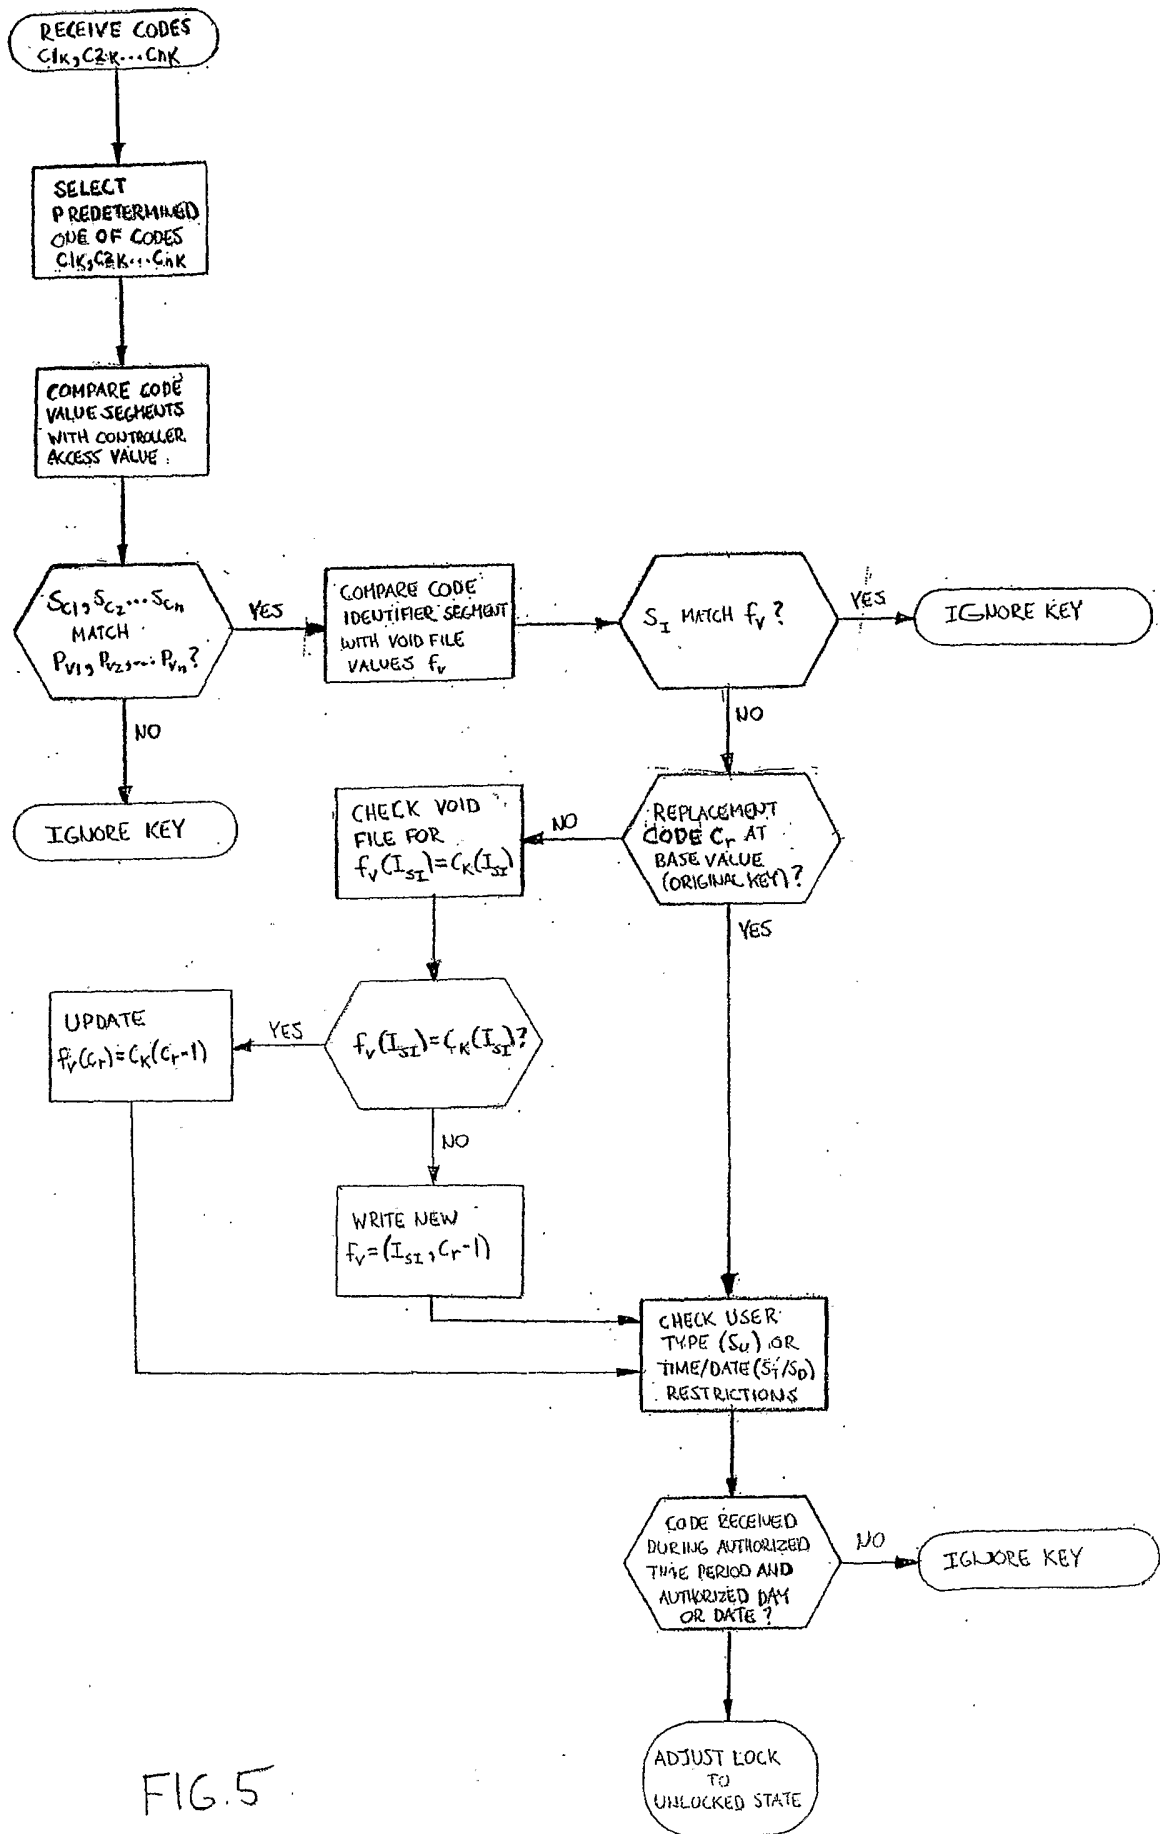 RECEIVE CODES
C1K, C2K...CnK
SELECT
PREDETERMINED
ONE OF CODES
C1K, C2K...CnK
COMPARE CODE
VALUE SEGMENTS
WITH CONTROLLER
ACCESS VALUE
SC1, SC2...SCn
MATCH
PV1, PV2,...PVn?
YES
NO
IGNORE KEY
COMPARE CODE
IDENTIFIER SEGMENT
WITH VOID FILE
VALUES fV
SI MATCH fV?
YES
IGNORE KEY
NO
REPLACEMENT
CODE Cr AT
BASE VALUE
(ORIGINAL KEY)?
NO
YES
CHECK VOID
FILE FOR
fV(ISI)=CK(ISI)
fV(ISI)=CK(ISI)?
YES
UPDATE
fV(Cr)=CK(Cr-1)
NO
WRITE NEW
fV=(ISI, Cr-1)
CHECK USER
TYPE (SU) OR
TIME/DATE (ST/SD)
RESTRICTIONS
CODE RECEIVED
DURING AUTHORIZED
TIME PERIOD AND
AUTHORIZED DAY
OR DATE?
NO
IGNORE KEY
ADJUST LOCK
TO
UNLOCKED STATE
FIG.5